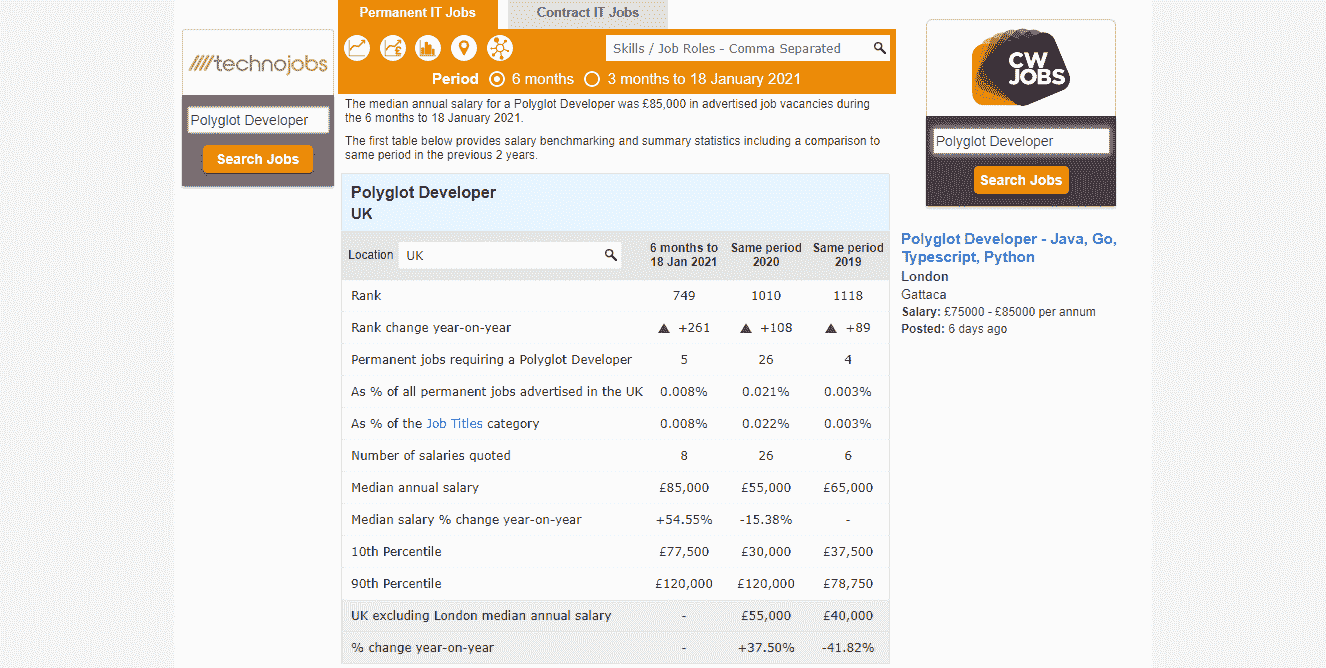 Permanent IT Jobs
Contract IT Jobs
technojobs
Polyglot Developer
Search Jobs
Skills / Job Roles - Comma Separated
Period 6 months 3 months to 18 January 2021
The median annual salary for a Polyglot Developer was £85,000 in advertised job vacancies during
the 6 months to 18 January 2021.
The first table below provides salary benchmarking and summary statistics including a comparison to
same period in the previous 2 years.
Polyglot Developer
UK
Location UK
6 months to
18 Jan 2021
Same period
2020
Same period
2019
Rank 749 1010 1118
Rank change year-on-year ▲ +261 ▲ +108 ▲ +89
Permanent jobs requiring a Polyglot Developer 5 26 4
As % of all permanent jobs advertised in the UK 0.008% 0.021% 0.003%
As % of the Job Titles category 0.008% 0.022% 0.003%
Number of salaries quoted 8 26 6
Median annual salary £85,000 £55,000 £65,000
Median salary % change year-on-year +54.55% -15.38% -
10th Percentile £77,500 £30,000 £37,500
90th Percentile £120,000 £120,000 £78,750
UK excluding London median annual salary - £55,000 £40,000
% change year-on-year - +37.50% -41.82%
CW
JOBS
Polyglot Developer
Search Jobs
Polyglot Developer - Java, Go,
Typescript, Python
London
Gattaca
Salary: £75000 - £85000 per annum
Posted: 6 days ago